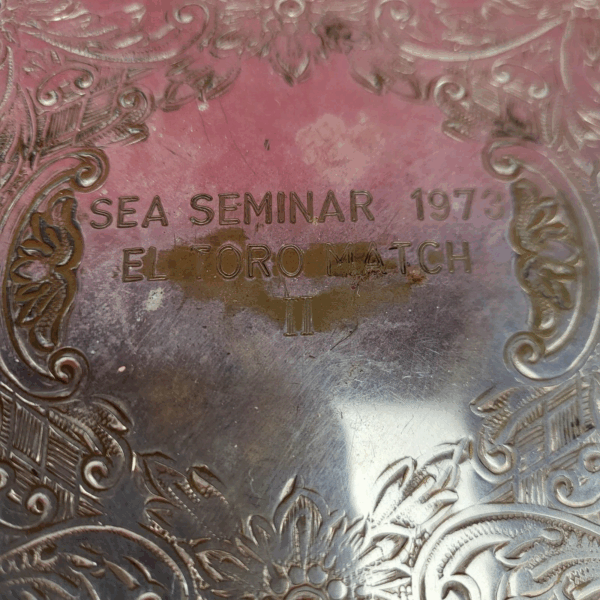 SEA SEMINAR 1973
EL TORO MATCH
II